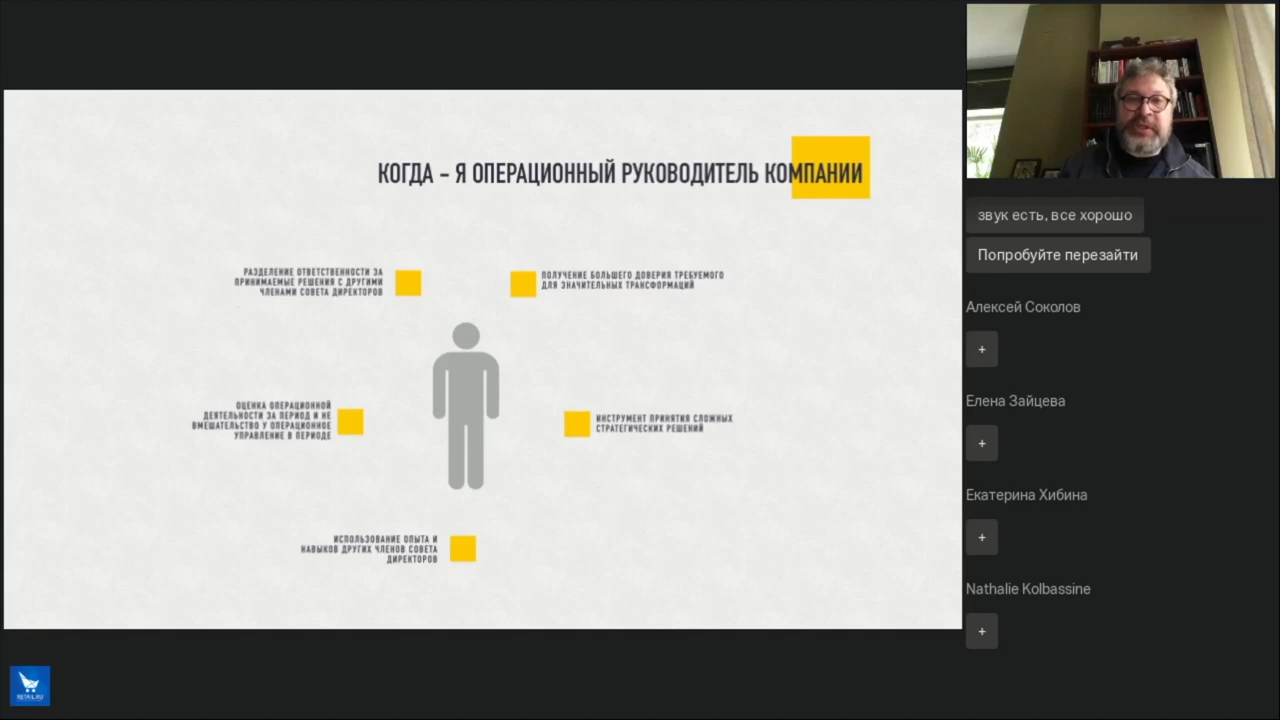 КОГДА – Я ОПЕРАЦИОННЫЙ РУКОВОДИТЕЛЬ КОМПАНИИ
РАЗДЕЛЕНИЕ ОТВЕТСТВЕННОСТИ ЗА
ПРИНИМАЕМЫЕ РЕШЕНИЯ С ДРУГИМИ
ЧЛЕНАМИ СОВЕТА ДИРЕКТОРОВ
ПОЛУЧЕНИЕ БОЛЬШЕГО ДОВЕРИЯ ТРЕБУЕМОГО
ДЛЯ ЗНАЧИТЕЛЬНЫХ ТРАНСФОРМАЦИЙ
ОЦЕНКА ОПЕРАЦИОННОЙ
ДЕЯТЕЛЬНОСТИ ЗА ПЕРИОД И НЕ
ВМЕШАТЕЛЬСТВО У ОПЕРАЦИОННОЕ
УПРАВЛЕНИЕ В ПЕРИОДЕ
ИНСТРУМЕНТ ПРИНЯТИЯ СЛОЖНЫХ
СТРАТЕГИЧЕСКИХ РЕШЕНИЙ
ИСПОЛЬЗОВАНИЕ ОПЫТА И
НАВЫКОВ ДРУГИХ ЧЛЕНОВ СОВЕТА
ДИРЕКТОРОВ
RETAIL.RU
звук есть, все хорошо
Попробуйте перезайти
Алексей Соколов
+
Елена Зайцева
+
Екатерина Хибина
+
Nathalie Kolbassine
+